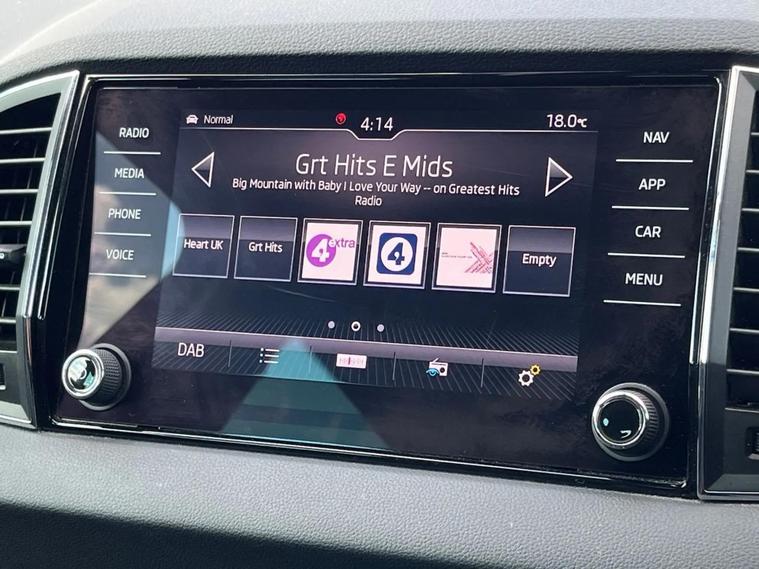 RADIO
MEDIA
PHONE
VOICE
Normal
4:14
18.0°c
Grt Hits E Mids
Big Mountain with Baby I Love Your Way -- on Greatest Hits
Radio
Heart UK
Grt Hits
4 extra
4
Empty
DAB
NAV
APP
CAR
MENU